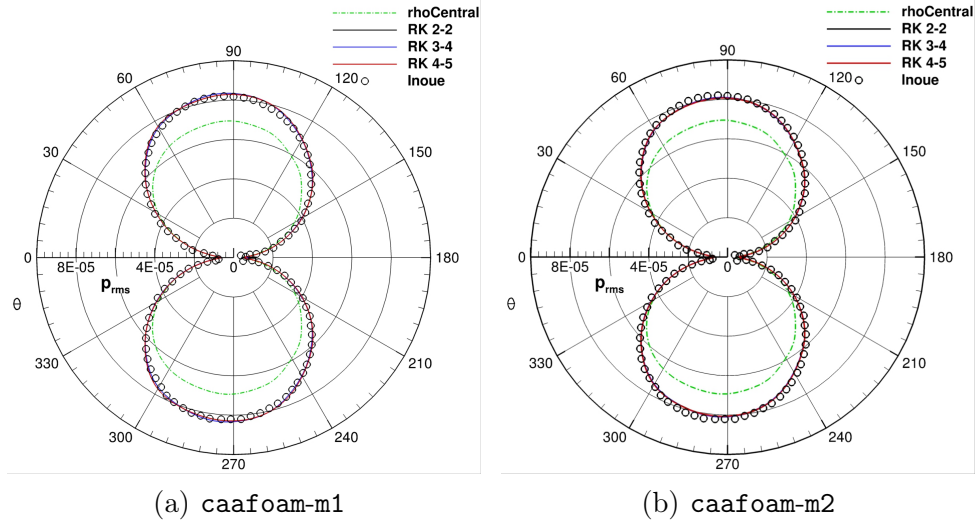 rhoCentral
RK 2-2
RK 3-4
RK 4-5
Inoue
90
60
120
30
150
0
8E-05
4E-05
0
180
p_rms
θ
330
210
300
240
270
(a) caafoam-m1
rhoCentral
RK 2-2
RK 3-4
RK 4-5
Inoue
90
60
120
30
150
0
8E-05
4E-05
0
180
p_rms
θ
330
210
300
240
270
(b) caafoam-m2